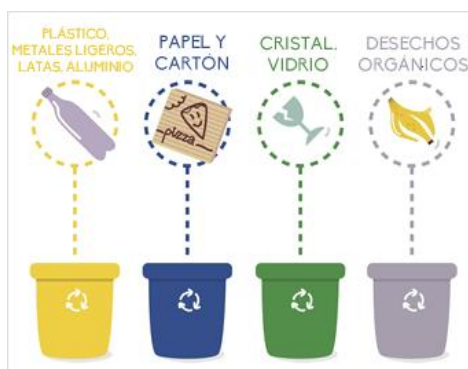 PLÁSTICO,
METALES LIGEROS,
LATAS, ALUMINIO
PAPEL Y
CARTÓN
CRISTAL,
VIDRIO
DESECHOS
ORGÁNICOS
pizza